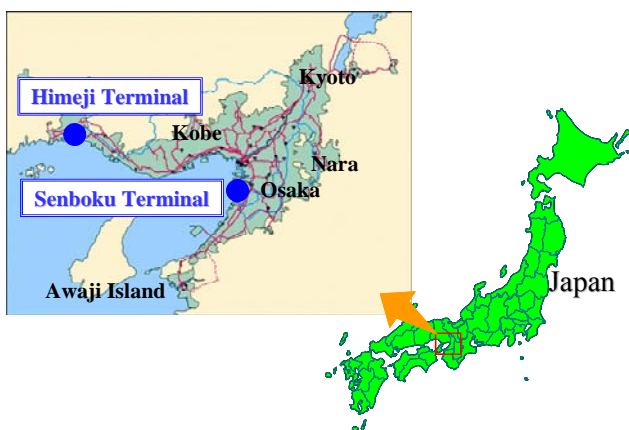 Kyoto
Himeji Terminal
Kobe
Nara
Senboku Terminal
Osaka
Awaji Island
Japan